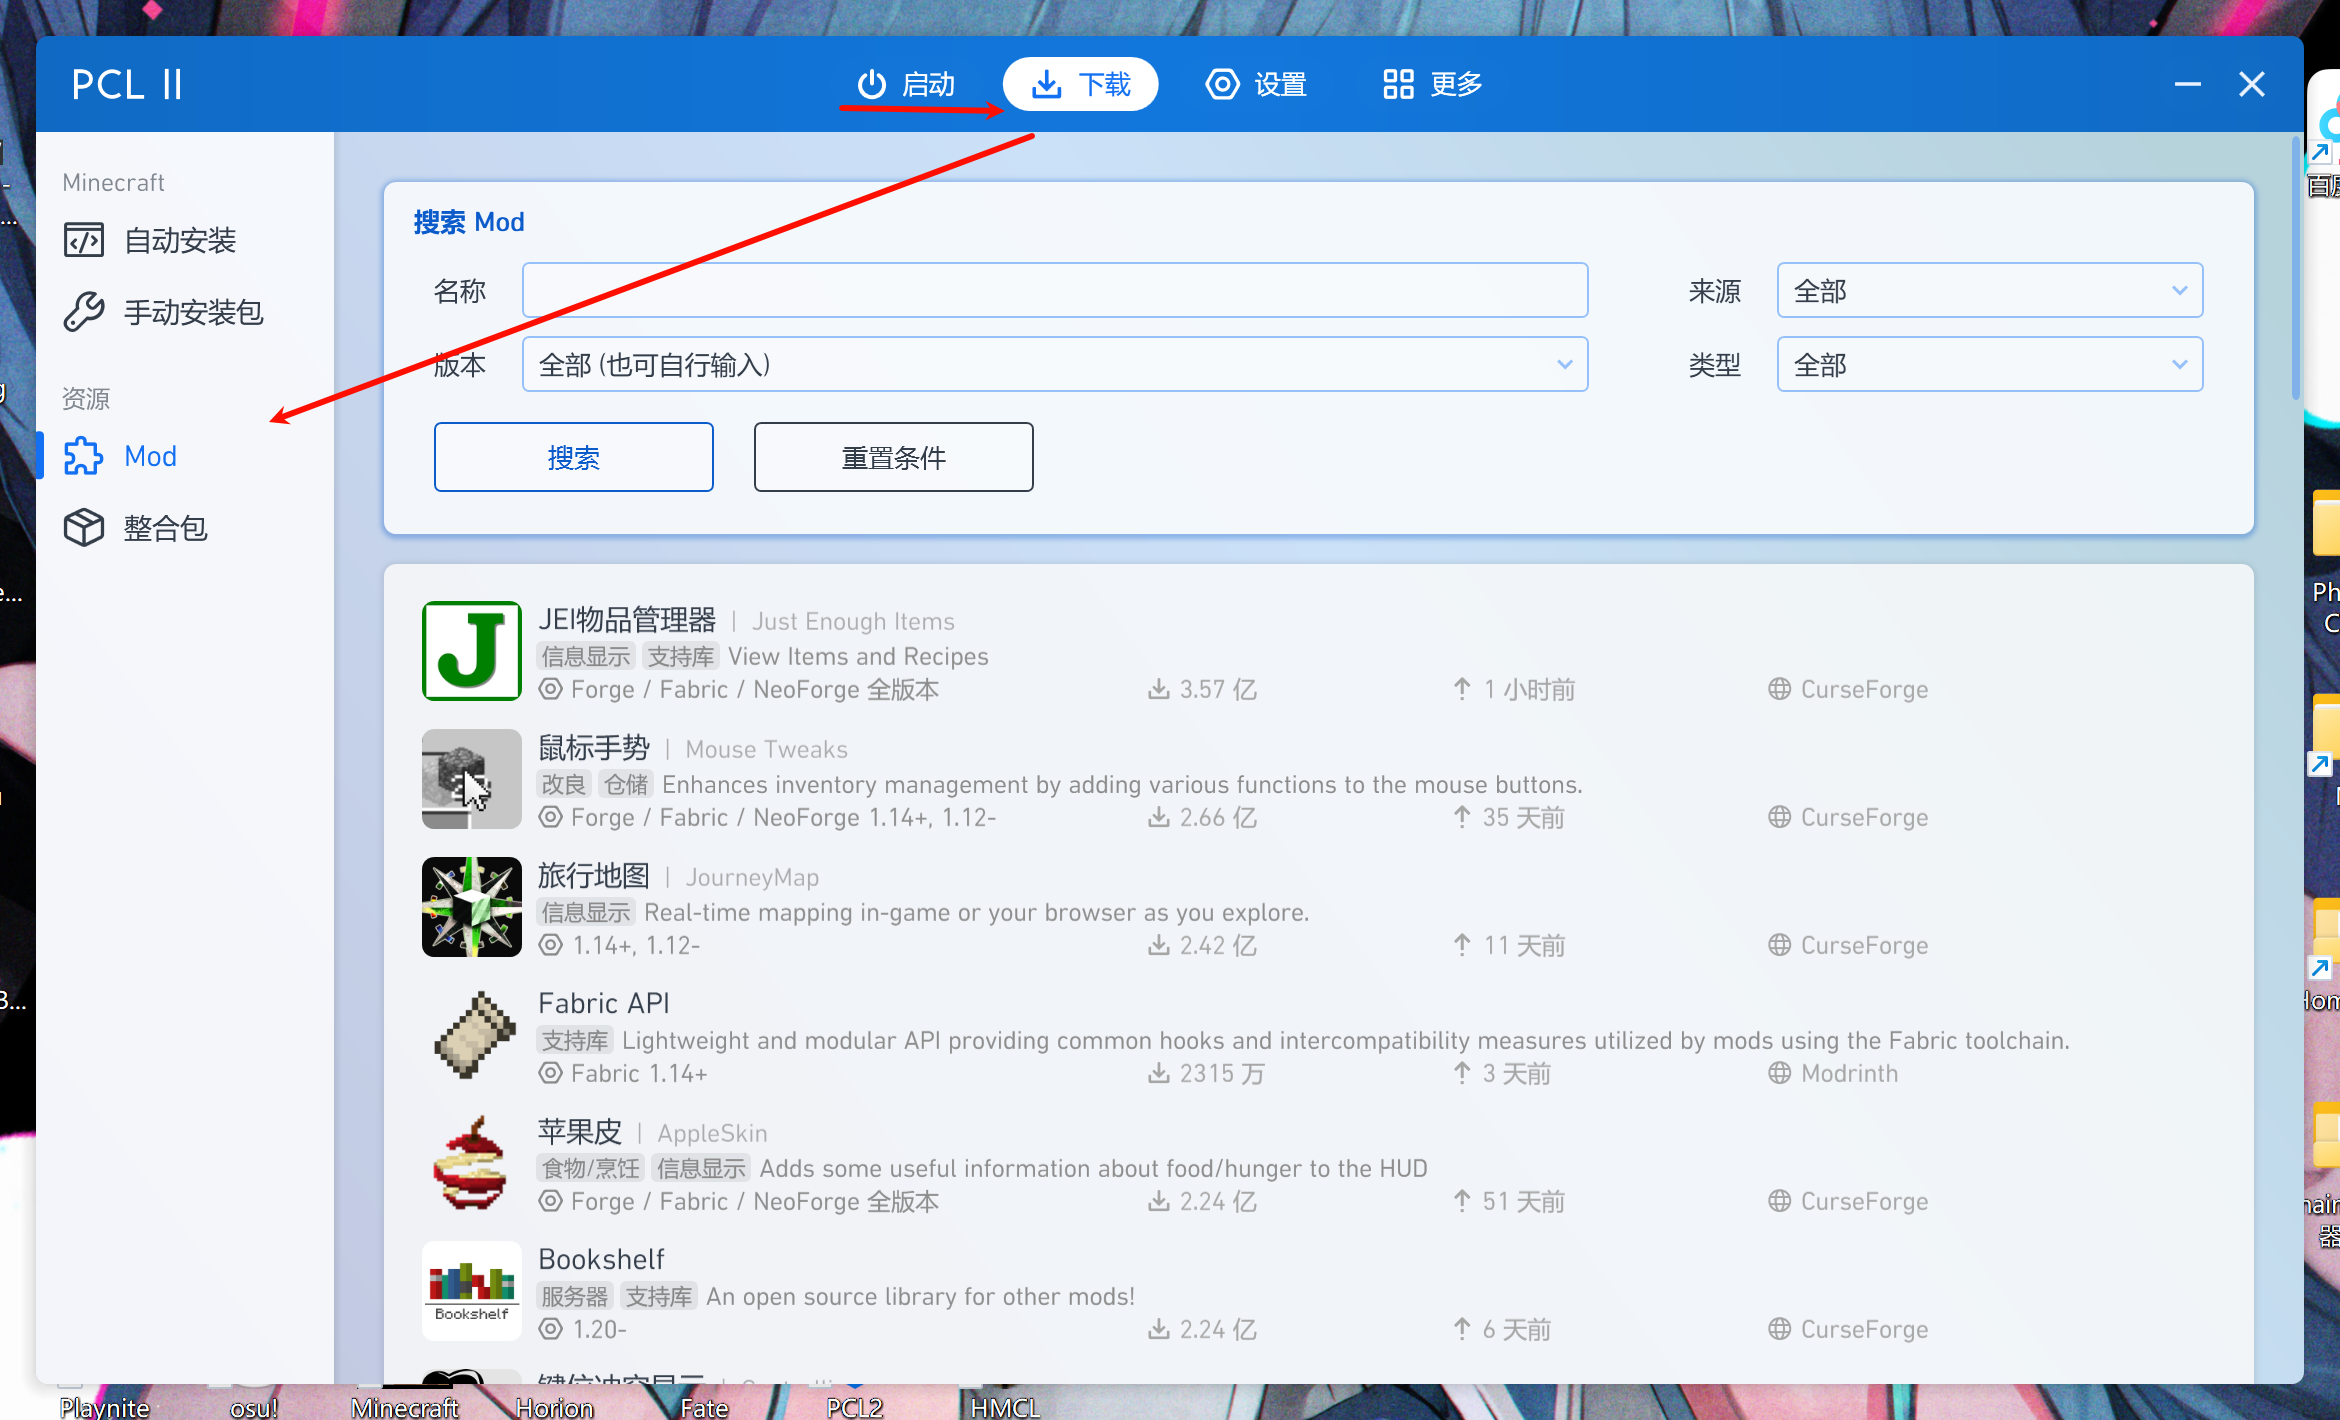 PCL II
启动
下载
设置
更多
Minecraft
自动安装
手动安装包
资源
Mod
整合包
搜索 Mod
名称
来源 全部
版本 全部 (也可自行输入)
类型 全部
搜索
重置条件
JEI物品管理器 | Just Enough Items
信息显示 支持库 View Items and Recipes
Forge / Fabric / NeoForge 全版本 3.57 亿 1 小时前 CurseForge
鼠标手势 | Mouse Tweaks
改良 仓储 Enhances inventory management by adding various functions to the mouse buttons.
Forge / Fabric / NeoForge 1.14+, 1.12- 2.66 亿 35 天前 CurseForge
旅行地图 | JourneyMap
信息显示 Real-time mapping in-game or your browser as you explore.
1.14+, 1.12- 2.42 亿 11 天前 CurseForge
Fabric API
支持库 Lightweight and modular API providing common hooks and intercompatibility measures utilized by mods using the Fabric toolchain.
Fabric 1.14+ 2315 万 3 天前 Modrinth
苹果皮 | AppleSkin
食物/烹饪 信息显示 Adds some useful information about food/hunger to the HUD
Forge / Fabric / NeoForge 全版本 2.24 亿 51 天前 CurseForge
Bookshelf
Bookshelf
服务器 支持库 An open source library for other mods!
1.20- 2.24 亿 6 天前 CurseForge
Playnite
osu!
Minecraft
Horion
Fate
PCL2
HMCL